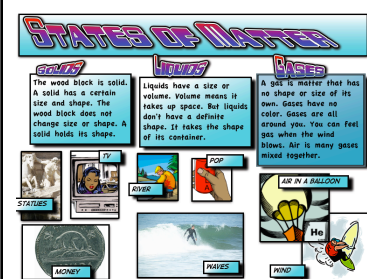 STATES OF MATTER
SOLIDS
The wood block is solid.
A solid has a certain
size and shape. The
wood block does not
change size or shape. A
solid holds its shape.
LIQUIDS
Liquids have a size or
volume. Volume means it
takes up space. But liquids
don't have a definite
shape. It takes the shape
of its container.
GASES
A gas is matter that has
no shape or size of its
own. Gases have no
color. Gases are all
around you. You can feel
gas when the wind
blows. Air is many gases
mixed together.
STATUES
TV
RIVER
POP
AIR IN A BALLOON
He
MONEY
WAVES
WIND